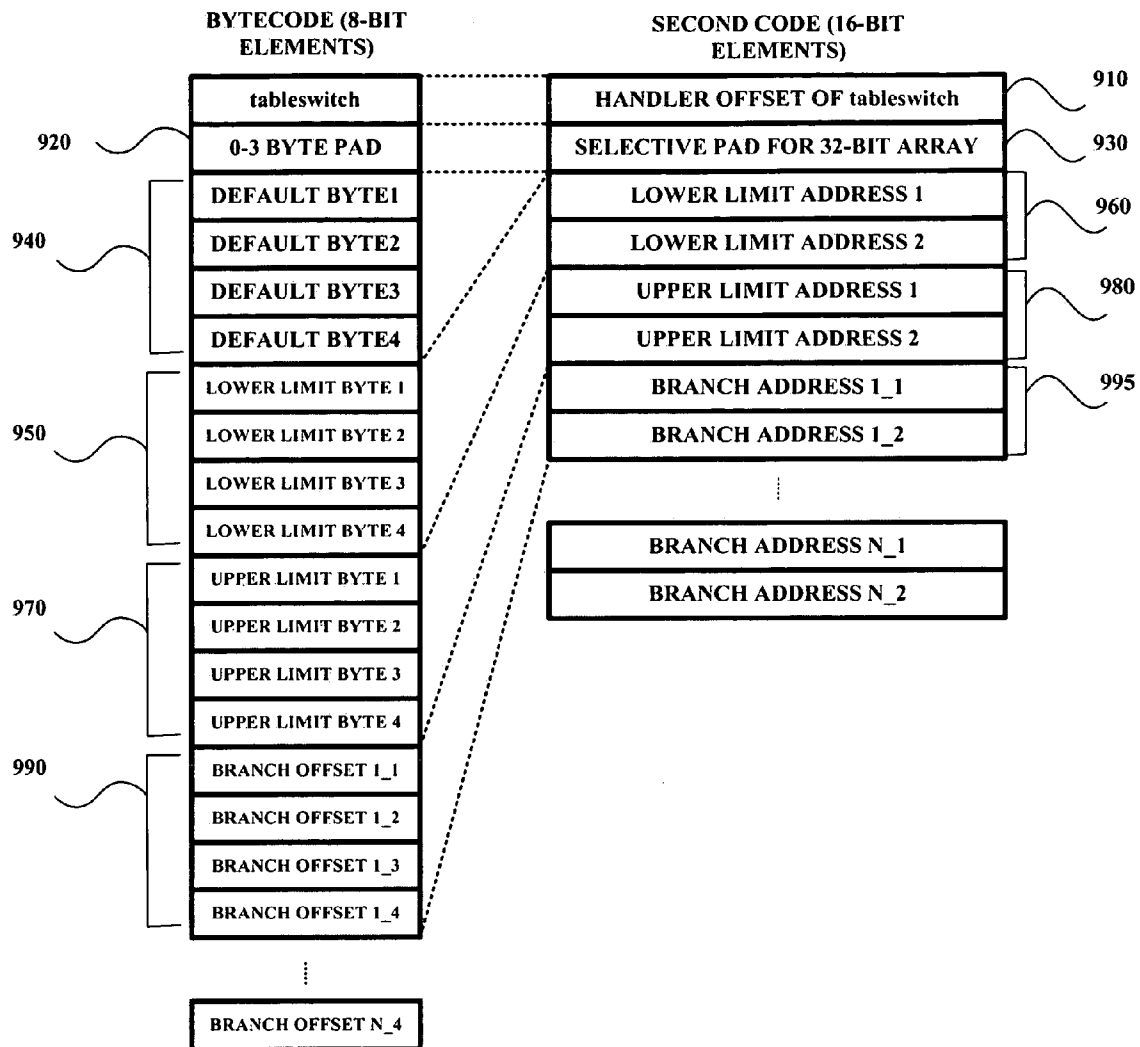 BYTECODE (8-BIT
ELEMENTS)
tableswitch
920
0-3 BYTE PAD
DEFAULT BYTE1
940
DEFAULT BYTE2
DEFAULT BYTE3
DEFAULT BYTE4
LOWER LIMIT BYTE 1
950
LOWER LIMIT BYTE 2
LOWER LIMIT BYTE 3
LOWER LIMIT BYTE 4
UPPER LIMIT BYTE 1
970
UPPER LIMIT BYTE 2
UPPER LIMIT BYTE 3
UPPER LIMIT BYTE 4
990
BRANCH OFFSET 1_1
BRANCH OFFSET 1_2
BRANCH OFFSET 1_3
BRANCH OFFSET 1_4
BRANCH OFFSET N_4
SECOND CODE (16-BIT
ELEMENTS)
910
HANDLER OFFSET OF tableswitch
SELECTIVE PAD FOR 32-BIT ARRAY
930
LOWER LIMIT ADDRESS 1
960
LOWER LIMIT ADDRESS 2
UPPER LIMIT ADDRESS 1
980
UPPER LIMIT ADDRESS 2
BRANCH ADDRESS 1_1
995
BRANCH ADDRESS 1_2
BRANCH ADDRESS N_1
BRANCH ADDRESS N_2